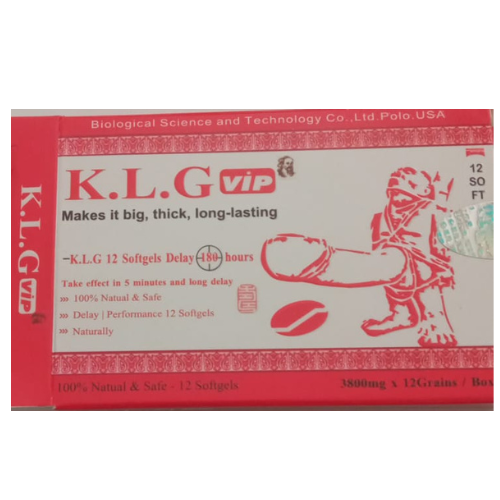 Biological Science and Technology Co.,Ltd.Polo.USA
K.L.G ViP
K.L.G ViP
12
SO
FT
Makes it big, thick, long-lasting
K.L.G 12 Softgels Delay 180 hours
Take effect in 5 minutes and long delay
100% Natual & Safe
Delay | Performance 12 Softgels
Naturally
100% Natual & Safe - 12 Softgels
3800mg x 12Grains / Box